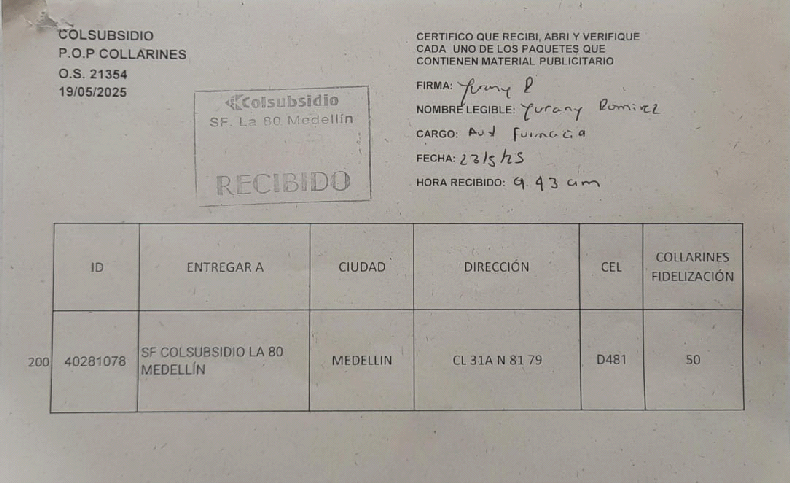 COLSUBSIDIO
P.O.P COLLARINES
O.S. 21354
19/05/2025
Colsubsidio
SF. La 80 Medellín
RECIBIDO
CERTIFICO QUE RECIBI, ABRI Y VERIFIQUE
CADA UNO DE LOS PAQUETES QUE
CONTIENEN MATERIAL PUBLICITARIO
FIRMA: Yurany R
NOMBRE LEGIBLE: Yurany Ramirez
CARGO: Aux Farmacia
FECHA: 23/5/25
HORA RECIBIDO: 9.43 am
ID ENTREGAR A CIUDAD DIRECCIÓN CEL COLLARINES FIDELIZACIÓN
200 40281078 SF COLSUBSIDIO LA 80 MEDELLÍN MEDELLIN CL 31A N 81 79 D481 50